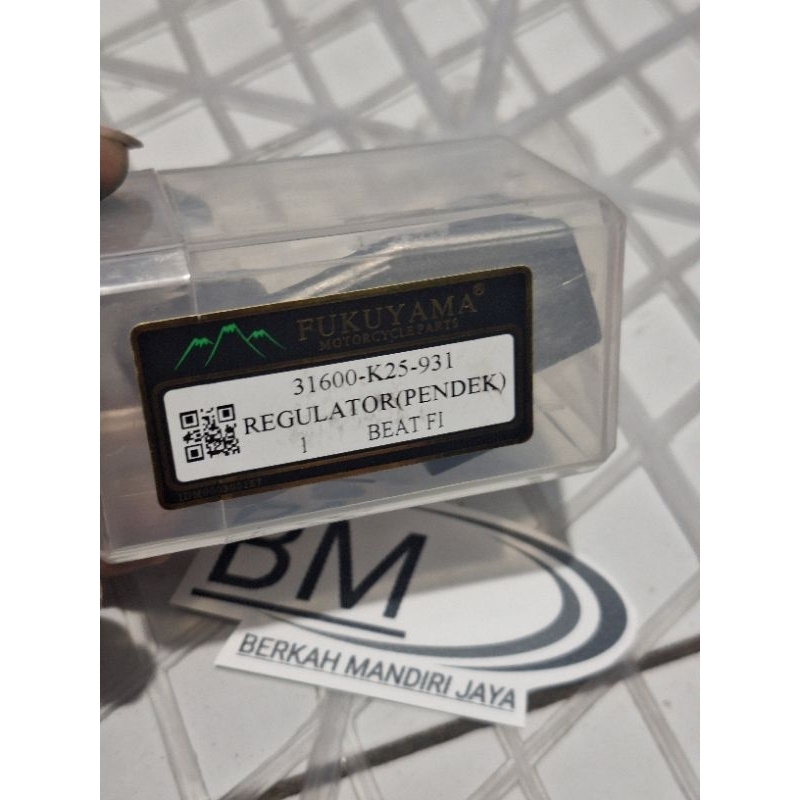 FUKUYAMA®
MOTORCYCLE PARTS
31600-K25-931
REGULATOR(PENDEK)
1 BEAT FI
BM
BERKAH MANDIRI JAYA